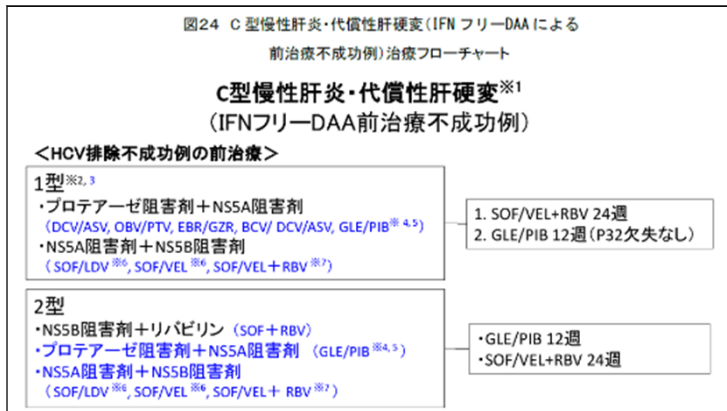 図24 C型慢性肝炎・代償性肝硬変(IFNフリーDAAによる
前治療不成功例)治療フローチャート
C型慢性肝炎・代償性肝硬変※1
(IFNフリーDAA前治療不成功例)
<HCV排除不成功例の前治療>
1型※2, 3
・プロテアーゼ阻害剤+NS5A阻害剤
(DCV/ASV, OBV/PTV, EBR/GZR, BCV/ DCV/ASV, GLE/PIB※4, 5)
・NS5A阻害剤+NS5B阻害剤
(SOF/LDV※6, SOF/VEL※6, SOF/VEL+RBV※7)
1. SOF/VEL+RBV 24週
2. GLE/PIB 12週(P32欠失なし)
2型
・NS5B阻害剤+リバビリン (SOF+RBV)
・プロテアーゼ阻害剤+NS5A阻害剤 (GLE/PIB※4, 5)
・NS5A阻害剤+NS5B阻害剤
(SOF/LDV※6, SOF/VEL※6, SOF/VEL+ RBV※7)
・GLE/PIB 12週
・SOF/VEL+RBV 24週